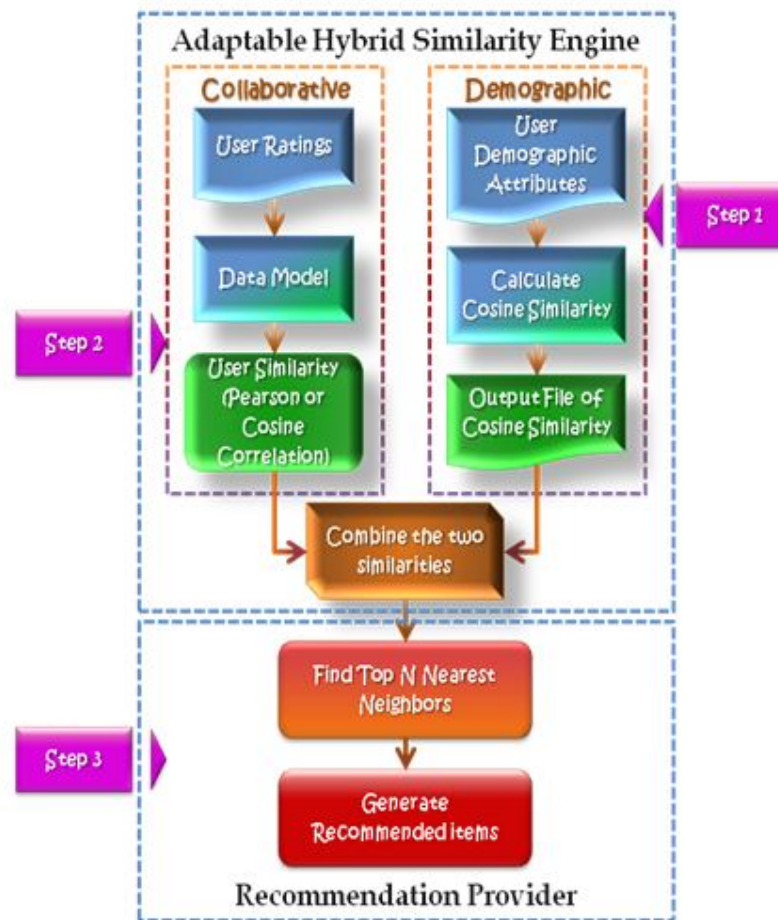 Adaptable Hybrid Similarity Engine
Collaborative
User Ratings
Data Model
User Similarity
(Pearson or
Cosine
Correlation)
Demographic
User
Demographic
Attributes
Calculate
Cosine Similarity
Output File of
Cosine Similarity
Step 1
Step 2
Combine the two
similarities
Find Top N Nearest
Neighbors
Step 3
Generate
Recommended items
Recommendation Provider